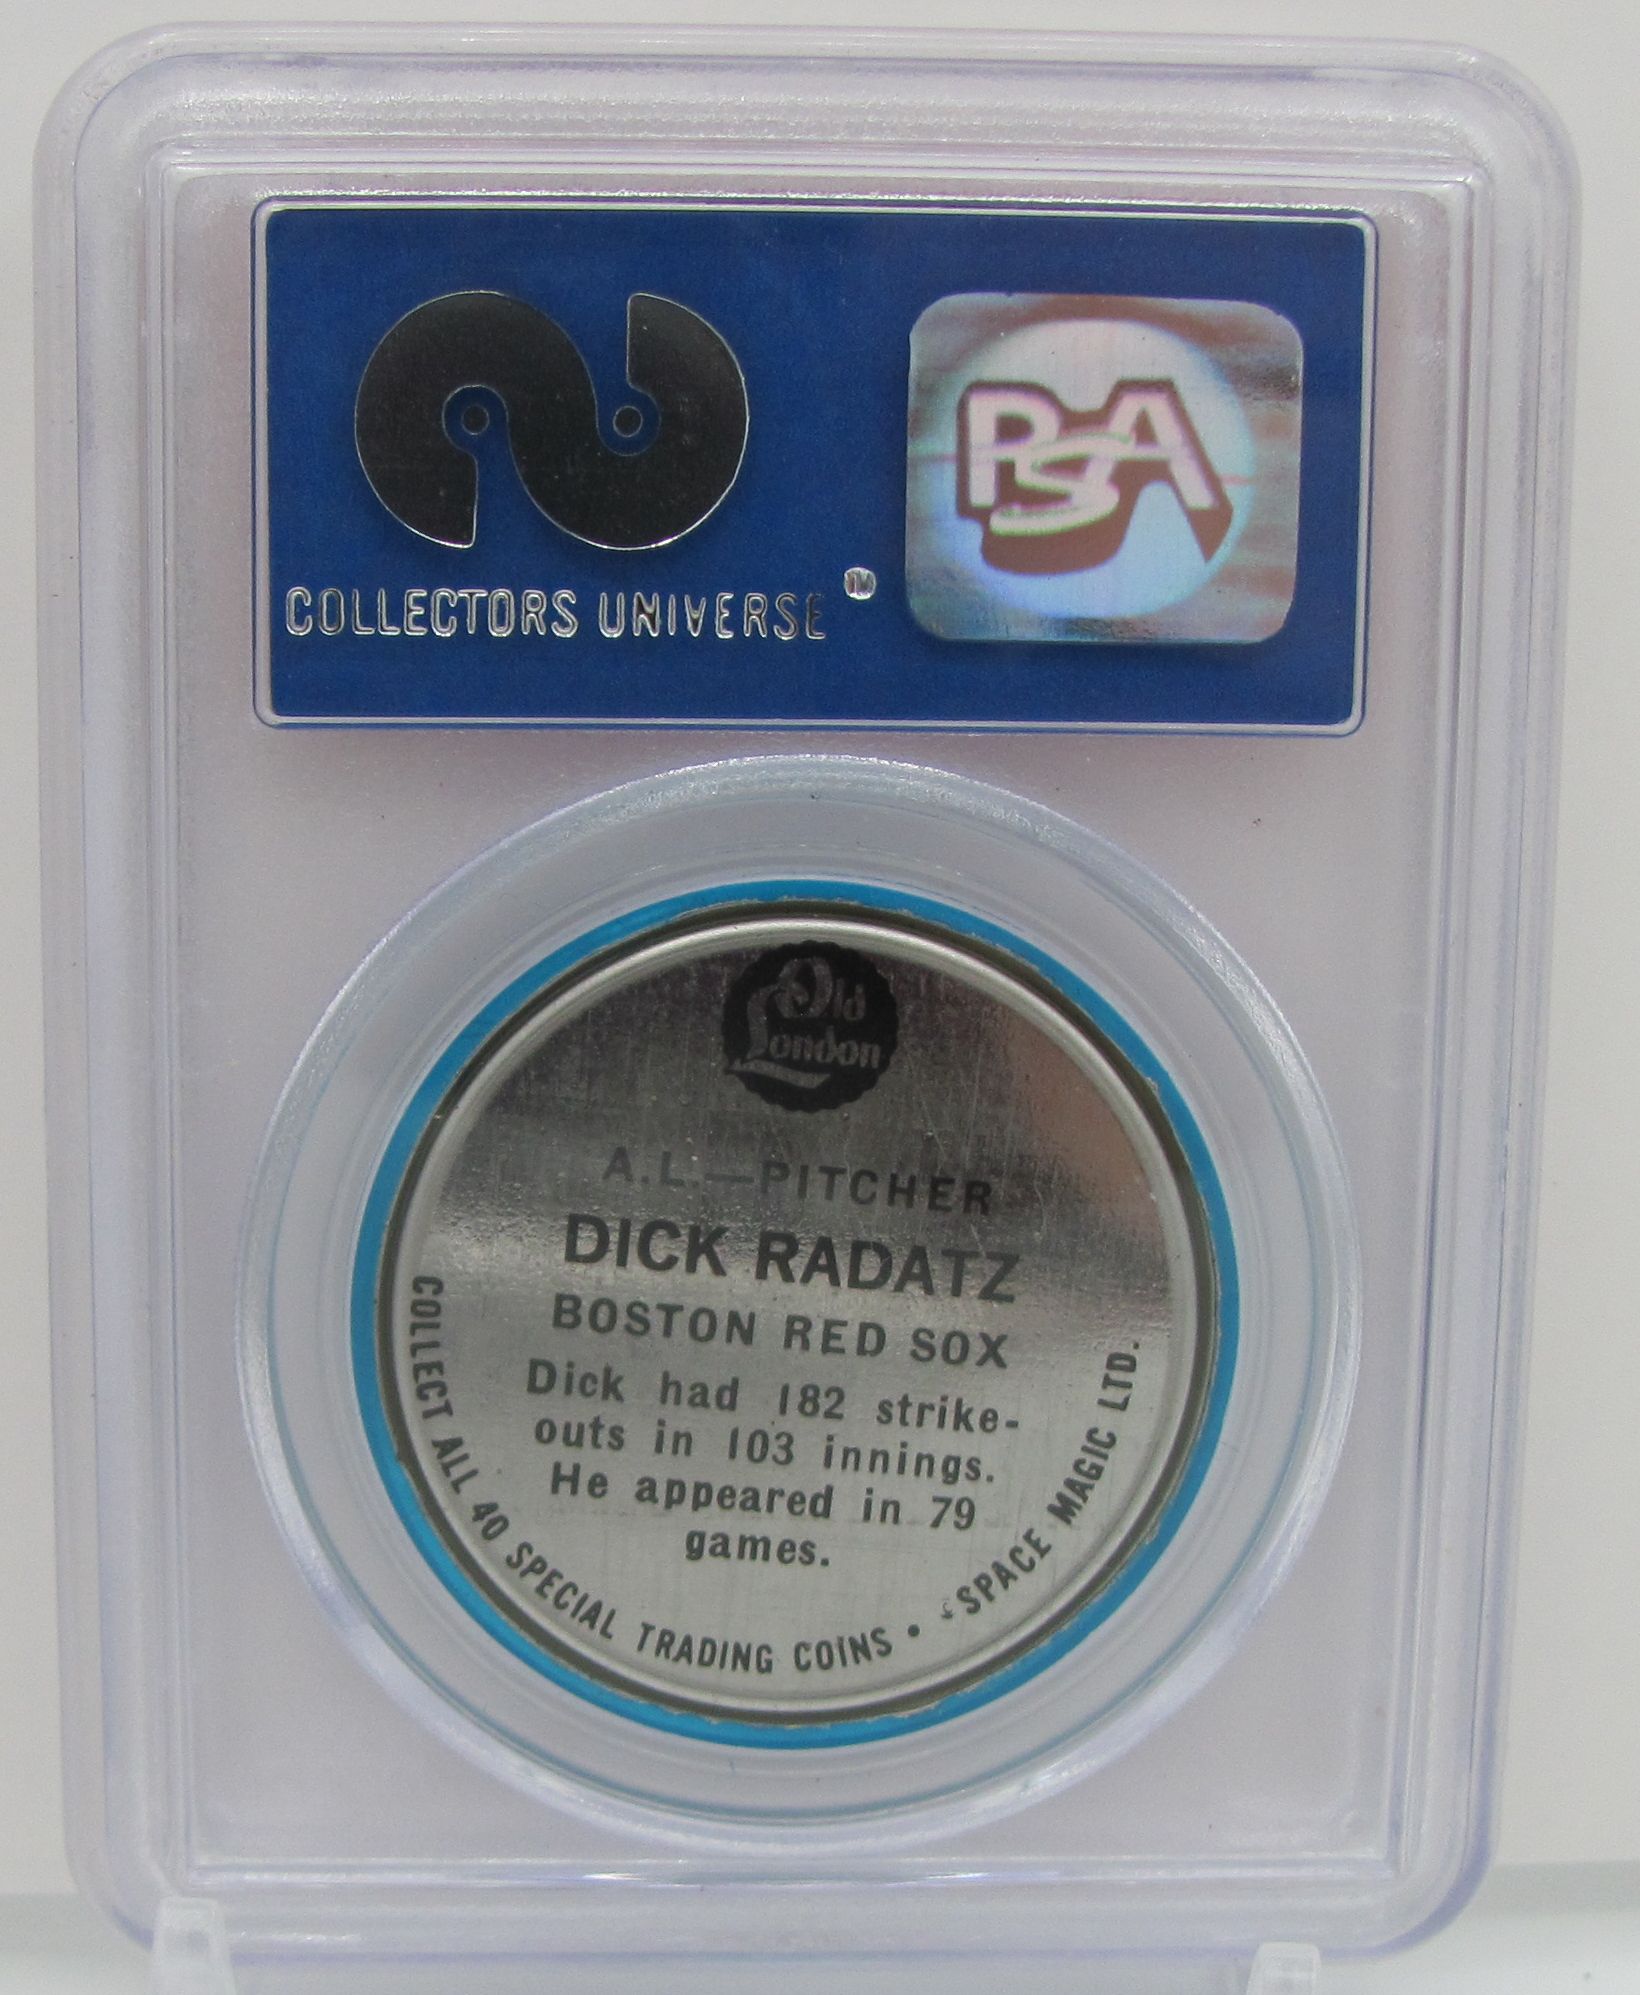 COLLECTORS UNIVERSE™
PSA
Old
London
A.L.—PITCHER
DICK RADATZ
BOSTON RED SOX
Dick had 182 strike-
outs in 103 innings.
He appeared in 79
games.
COLLECT ALL 40 SPECIAL TRADING COINS • SPACE MAGIC LTD.